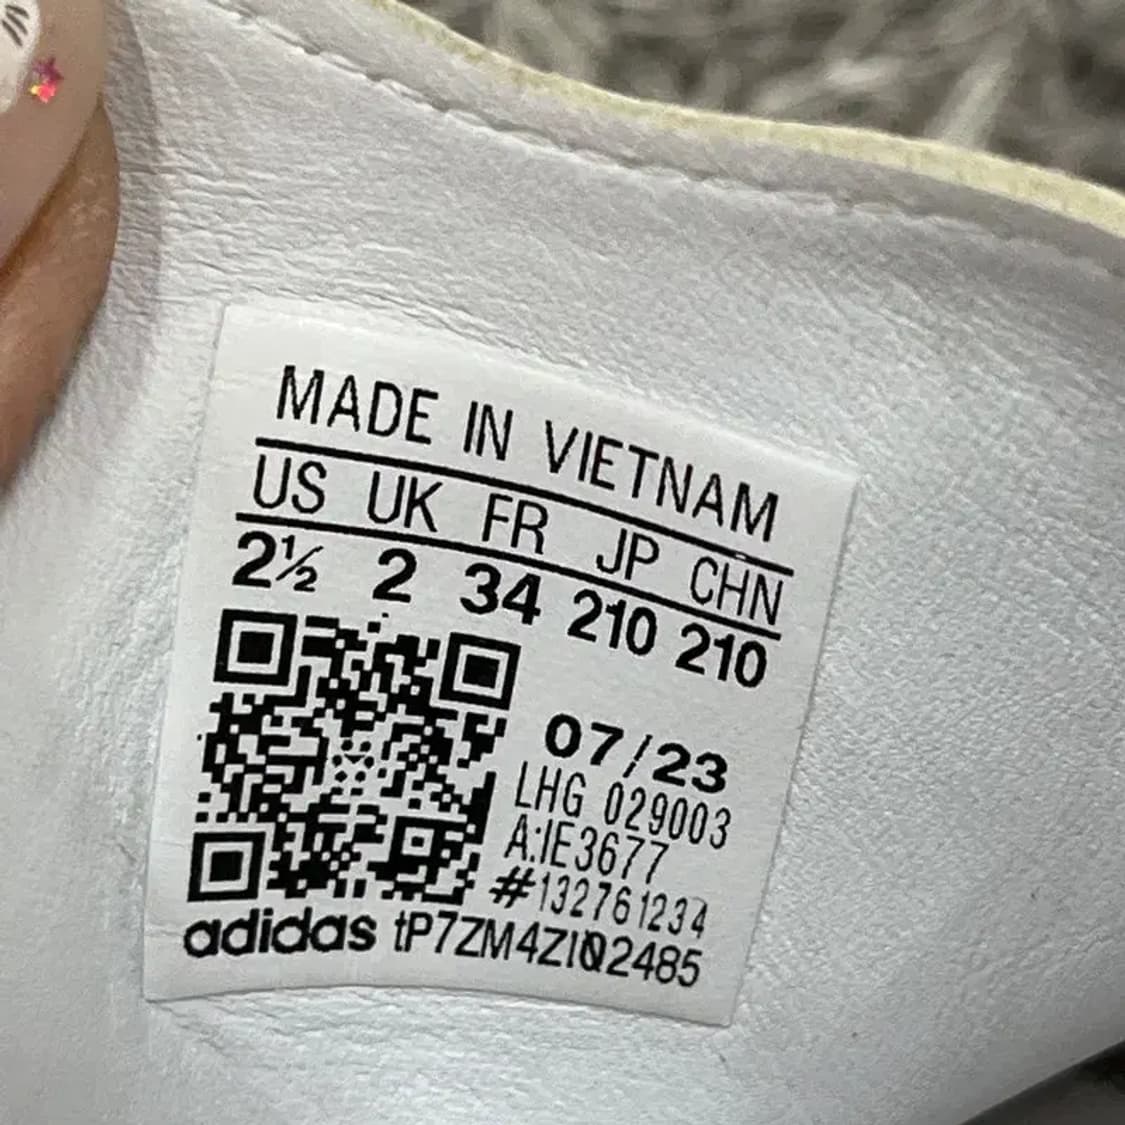 MADE IN VIETNAM
US UK FR JP CHN
2½ 2 34 210 210
07/23
LHG 029003
A:IE3677
#132761234
adidas tP7ZM4ZI02485